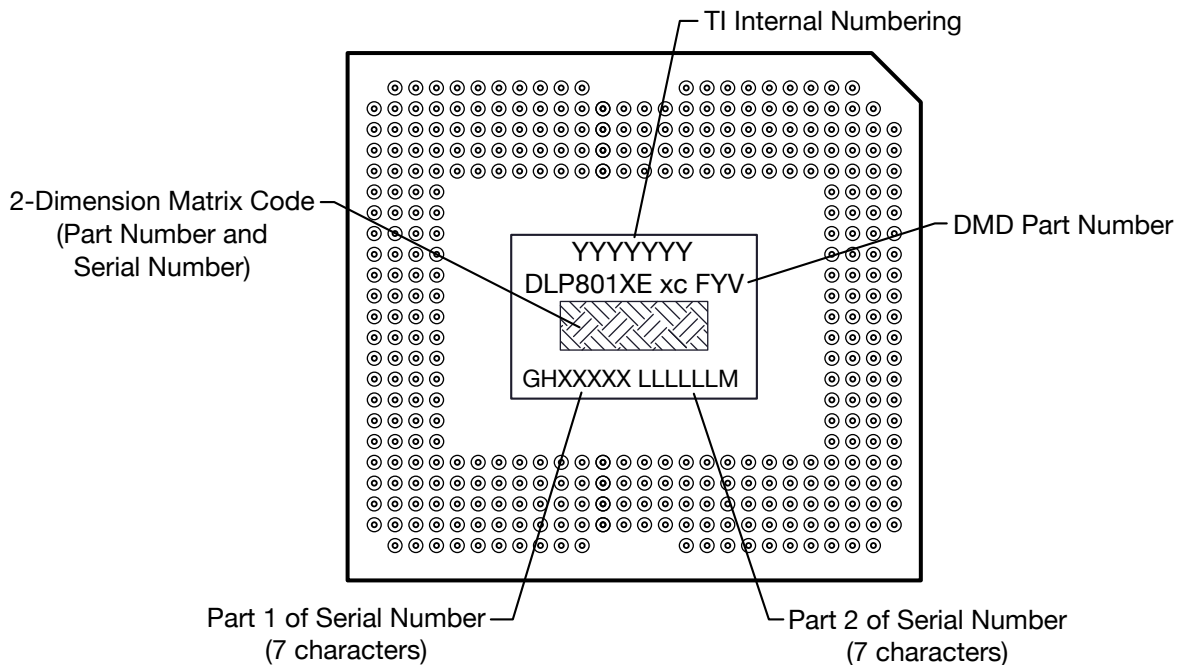 TI Internal Numbering
2-Dimension Matrix Code
(Part Number and
Serial Number)
DMD Part Number
YYYYYYY
DLP801XE xc FYV
GHXXXXX LLLLLLM
Part 1 of Serial Number
(7 characters)
Part 2 of Serial Number
(7 characters)